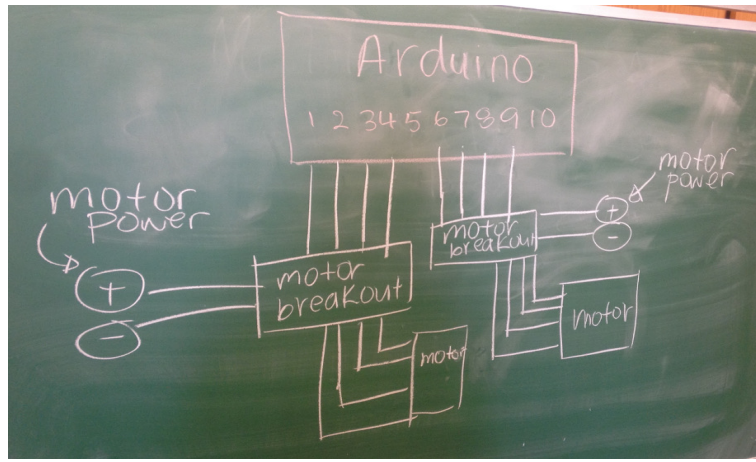 Arduino
1 2 3 4 5 6 7 8 9 10
motor
power
+
-
motor
breakout
motor
motor
power
+
-
motor
breakout
motor